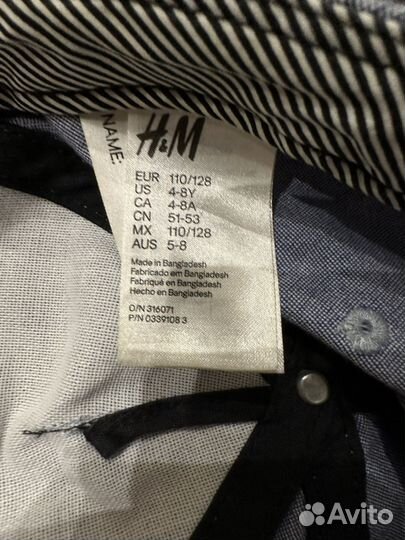 NAME:
H&M
EUR 110/128
US 4-8Y
CA 4-8A
CN 51-53
MX 110/128
AUS 5-8
Made in Bangladesh
Fabricado em Bangladesh
Fabriqué en Bangladesh
Hecho en Bangladesh
O/N 316071
P/N 0339108 3
Avito